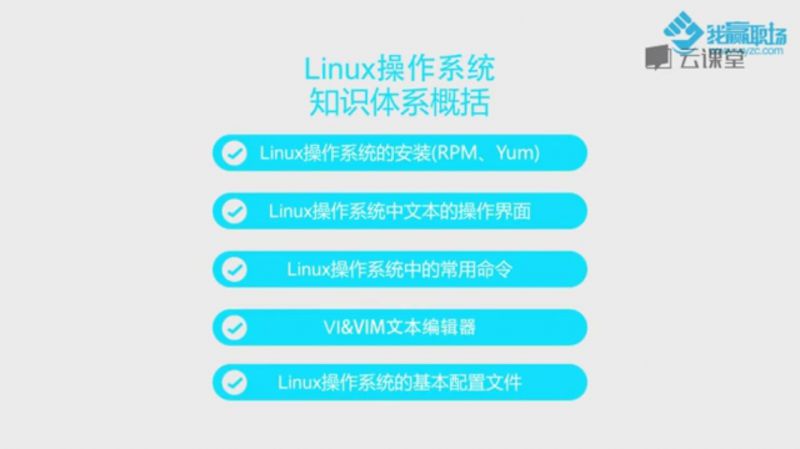 我赢职场
yzc.com
云课堂
Linux操作系统
知识体系概括
Linux操作系统的安装(RPM、Yum)
Linux操作系统中文本的操作界面
Linux操作系统中的常用命令
VI&VIM文本编辑器
Linux操作系统的基本配置文件